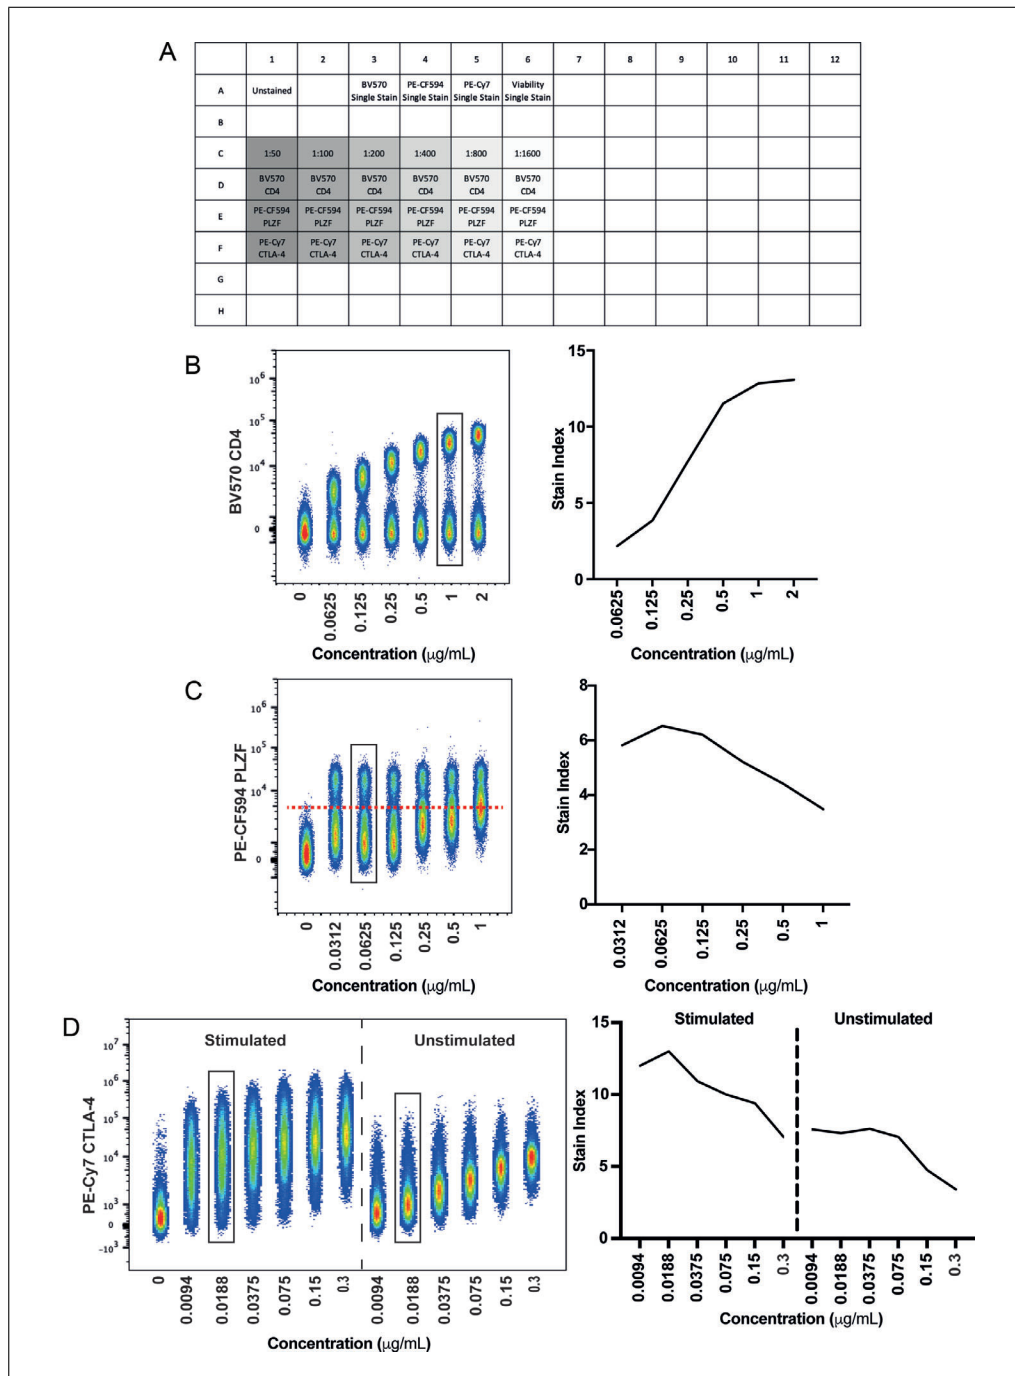 A
1 2 3 4 5 6 7 8 9 10 11 12
A Unstained BV570 Single Stain PE-CF594 Single Stain PE-Cy7 Single Stain Viability Single Stain
B
C 1:50 1:100 1:200 1:400 1:800 1:1600
D BV570 CD4 BV570 CD4 BV570 CD4 BV570 CD4 BV570 CD4 BV570 CD4
E PE-CF594 PLZF PE-CF594 PLZF PE-CF594 PLZF PE-CF594 PLZF PE-CF594 PLZF PE-CF594 PLZF
F PE-Cy7 CTLA-4 PE-Cy7 CTLA-4 PE-Cy7 CTLA-4 PE-Cy7 CTLA-4 PE-Cy7 CTLA-4 PE-Cy7 CTLA-4
G
H
B
BV570 CD4
10^6
10^5
10^4
0
0 0.0625 0.125 0.25 0.5 1 2
Concentration (µg/mL)
Stain Index
15
10
5
0
0.0625 0.125 0.25 0.5 1 2
Concentration (µg/mL)
C
PE-CF594 PLZF
10^6
10^5
10^4
0
0 0.0312 0.0625 0.125 0.25 0.5 1
Concentration (µg/mL)
Stain Index
8
6
4
2
0
0.0312 0.0625 0.125 0.25 0.5 1
Concentration (µg/mL)
D
PE-Cy7 CTLA-4
Stimulated Unstimulated
10^7
10^6
10^5
10^4
10^3
0
-10^3
0 0.0094 0.0188 0.0375 0.075 0.15 0.3 0.0094 0.0188 0.0375 0.075 0.15 0.3
Concentration (µg/mL)
Stimulated Unstimulated
Stain Index
15
10
5
0
0.0094 0.0188 0.0375 0.075 0.15 0.3 0.0094 0.0188 0.0375 0.075 0.15 0.3
Concentration (µg/mL)